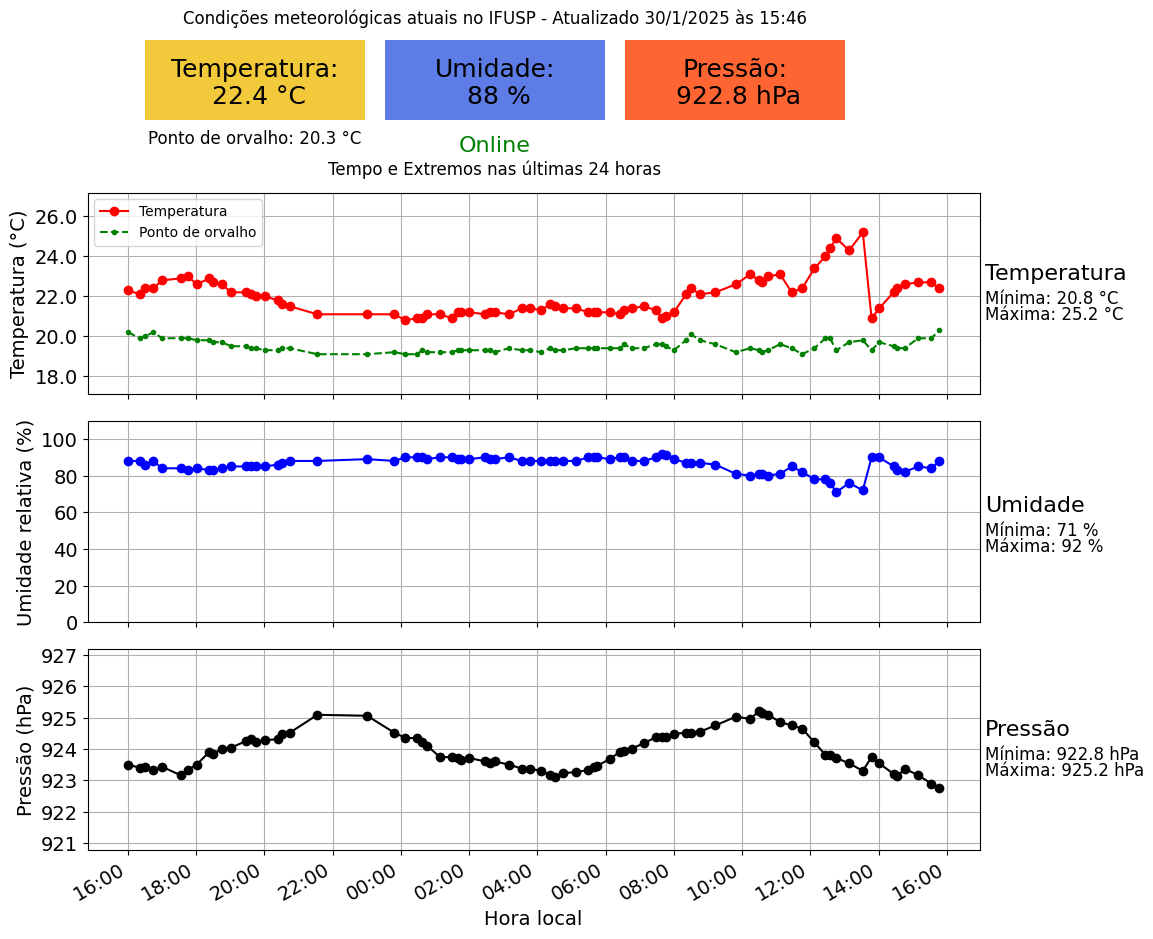 Condições meteorológicas atuais no IFUSP - Atualizado 30/1/2025 às 15:46
Temperatura:
22.4 °C
Umidade:
88 %
Pressão:
922.8 hPa
Ponto de orvalho: 20.3 °C
Online
Tempo e Extremos nas últimas 24 horas
Temperatura (°C)
26.0
24.0
22.0
20.0
18.0
Temperatura
Ponto de orvalho
Temperatura
Mínima: 20.8 °C
Máxima: 25.2 °C
Umidade relativa (%)
100
80
60
40
20
0
Umidade
Mínima: 71 %
Máxima: 92 %
Pressão (hPa)
927
926
925
924
923
922
921
Pressão
Mínima: 922.8 hPa
Máxima: 925.2 hPa
16:00
18:00
20:00
22:00
00:00
02:00
04:00
06:00
08:00
10:00
12:00
14:00
16:00
Hora local